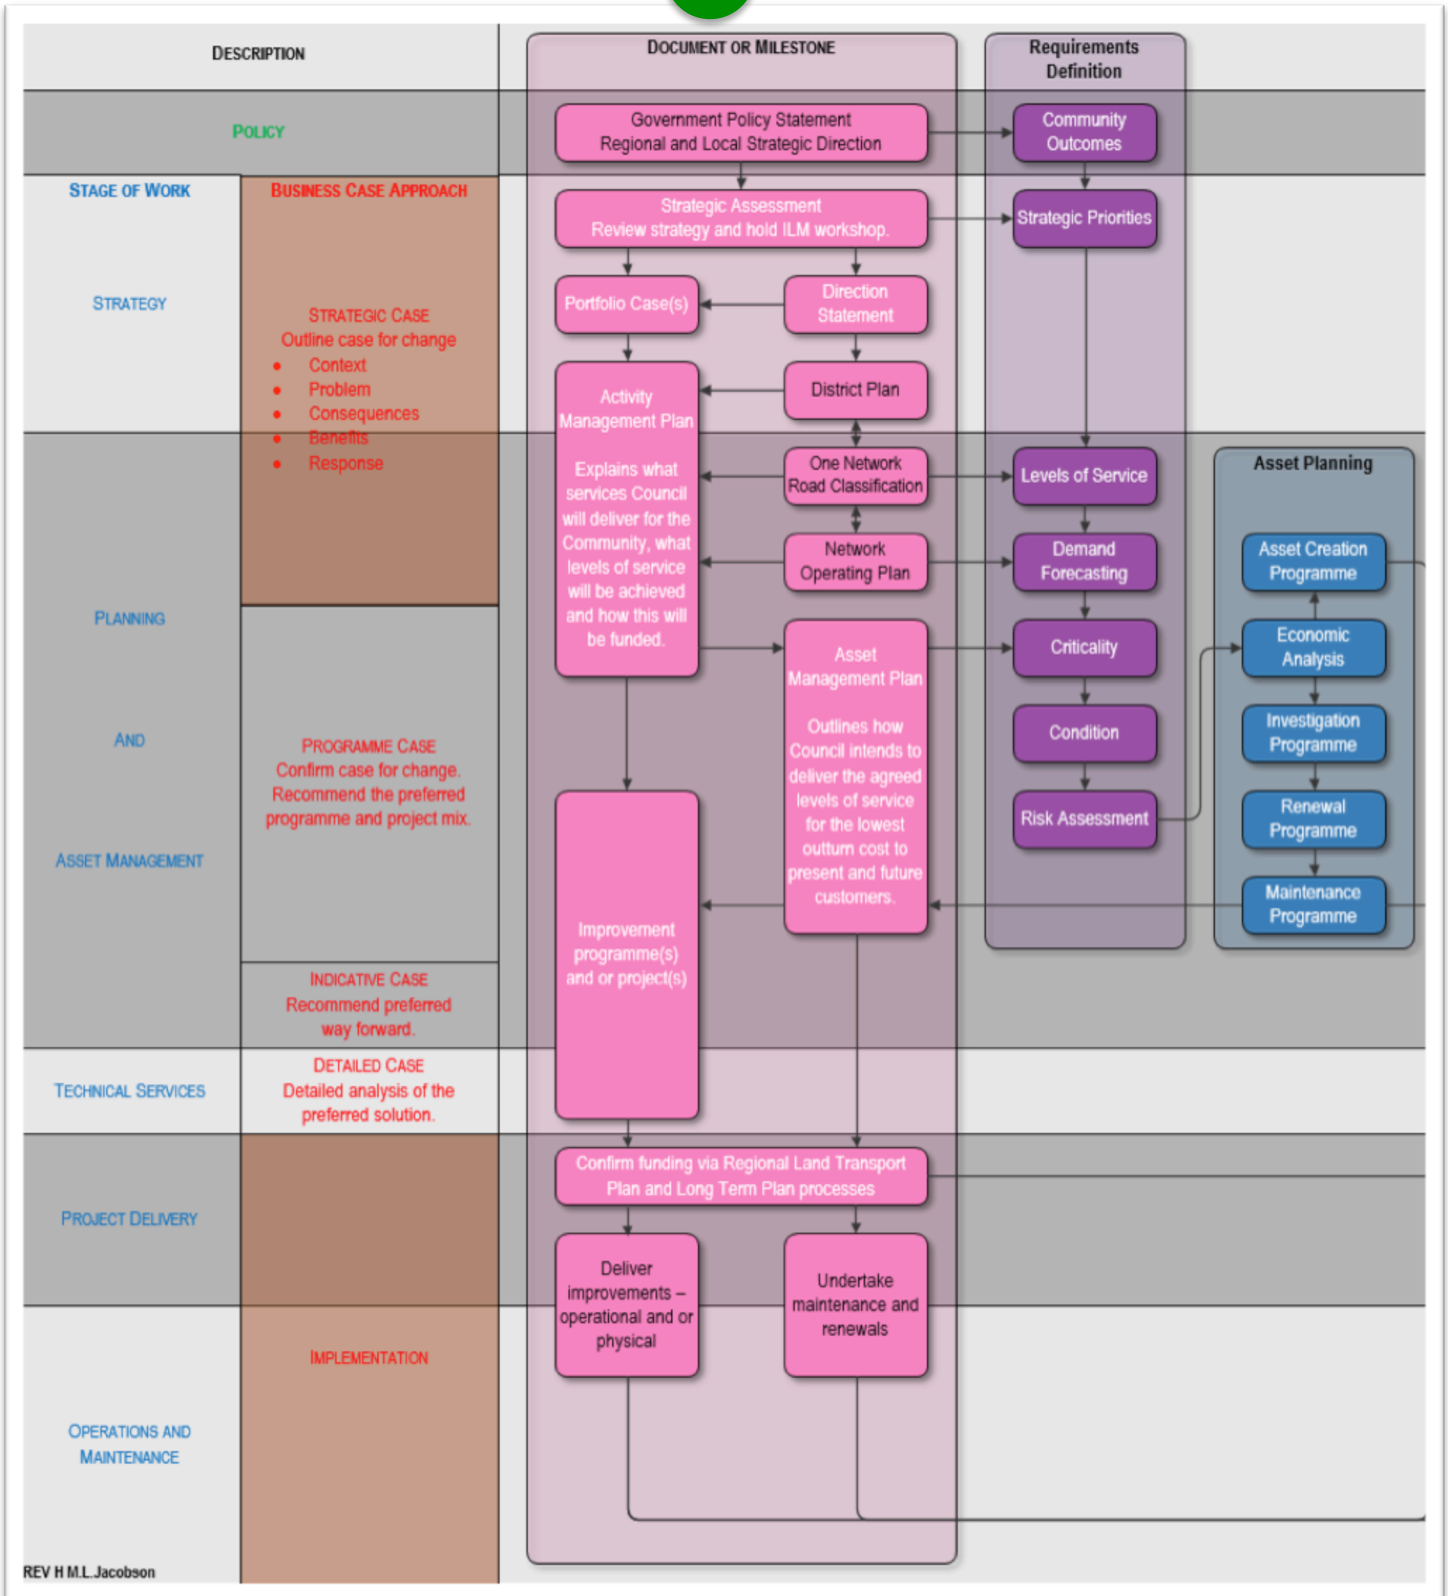 DESCRIPTION
DOCUMENT OR MILESTONE
Requirements
Definition
POLICY
Government Policy Statement
Regional and Local Strategic Direction
Community
Outcomes
STAGE OF WORK
BUSINESS CASE APPROACH
Strategic Assessment
Review strategy and hold ILM workshop.
Strategic Priorities
STRATEGY
STRATEGIC CASE
Outline case for change
• Context
• Problem
• Consequences
• Benefits
• Response
Portfolio Case(s)
Direction
Statement
Activity
Management Plan
Explains what
services Council
will deliver for the
Community, what
levels of service
will be achieved
and how this will
be funded.
District Plan
One Network
Road Classification
Network
Operating Plan
Levels of Service
Demand
Forecasting
Criticality
Condition
Risk Assessment
Asset Planning
Asset Creation
Programme
Economic
Analysis
Investigation
Programme
Renewal
Programme
Maintenance
Programme
PLANNING
AND
ASSET MANAGEMENT
PROGRAMME CASE
Confirm case for change.
Recommend the preferred
programme and project mix.
Asset
Management Plan
Outlines how
Council intends to
deliver the agreed
levels of service
for the lowest
outturn cost to
present and future
customers.
Improvement
programme(s)
and or project(s)
INDICATIVE CASE
Recommend preferred
way forward.
TECHNICAL SERVICES
DETAILED CASE
Detailed analysis of the
preferred solution.
Confirm funding via Regional Land Transport
Plan and Long Term Plan processes
PROJECT DELIVERY
Deliver
improvements –
operational and or
physical
Undertake
maintenance and
renewals
IMPLEMENTATION
OPERATIONS AND
MAINTENANCE
REV H M.L.Jacobson